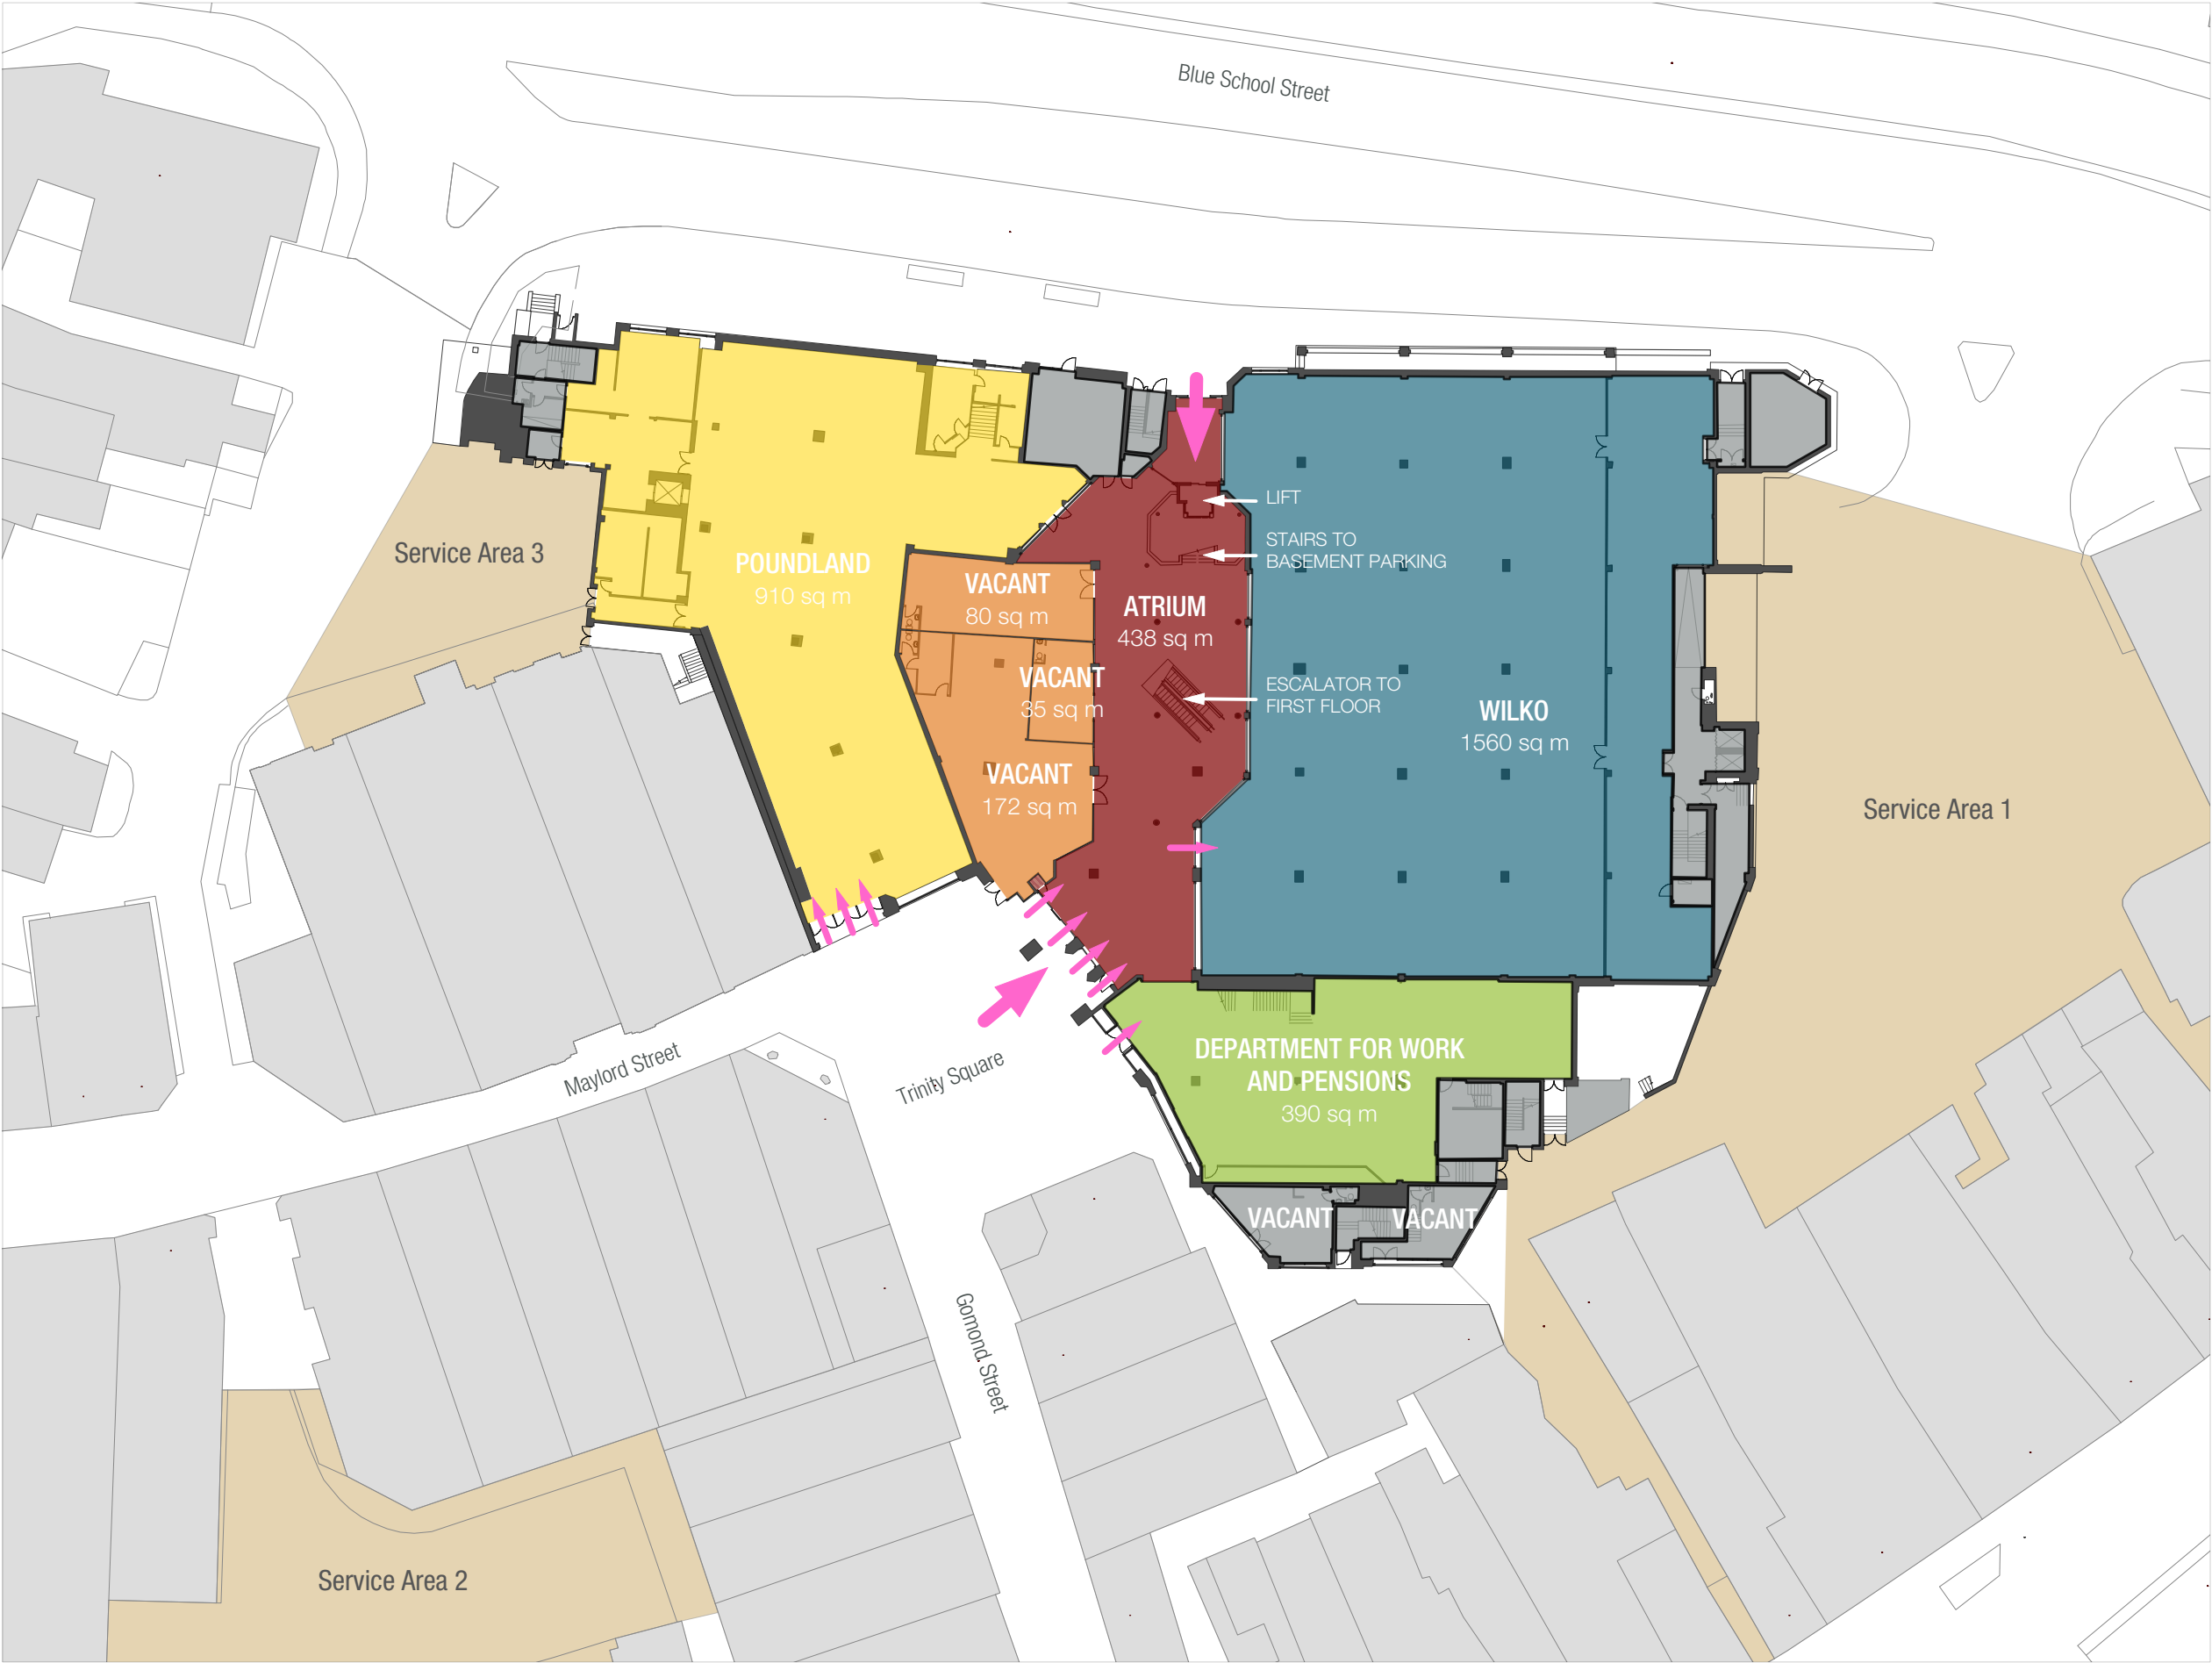 Blue School Street
LIFT
STAIRS TO
BASEMENT PARKING
Service Area 3
POUNDLAND
910 sq m
VACANT
80 sq m
ATRIUM
438 sq m
VACANT
35 sq m
ESCALATOR TO
FIRST FLOOR
WILKO
1560 sq m
VACANT
172 sq m
Service Area 1
Maylord Street
Trinity Square
DEPARTMENT FOR WORK
AND PENSIONS
390 sq m
VACANT
VACANT
Gomond Street
Service Area 2